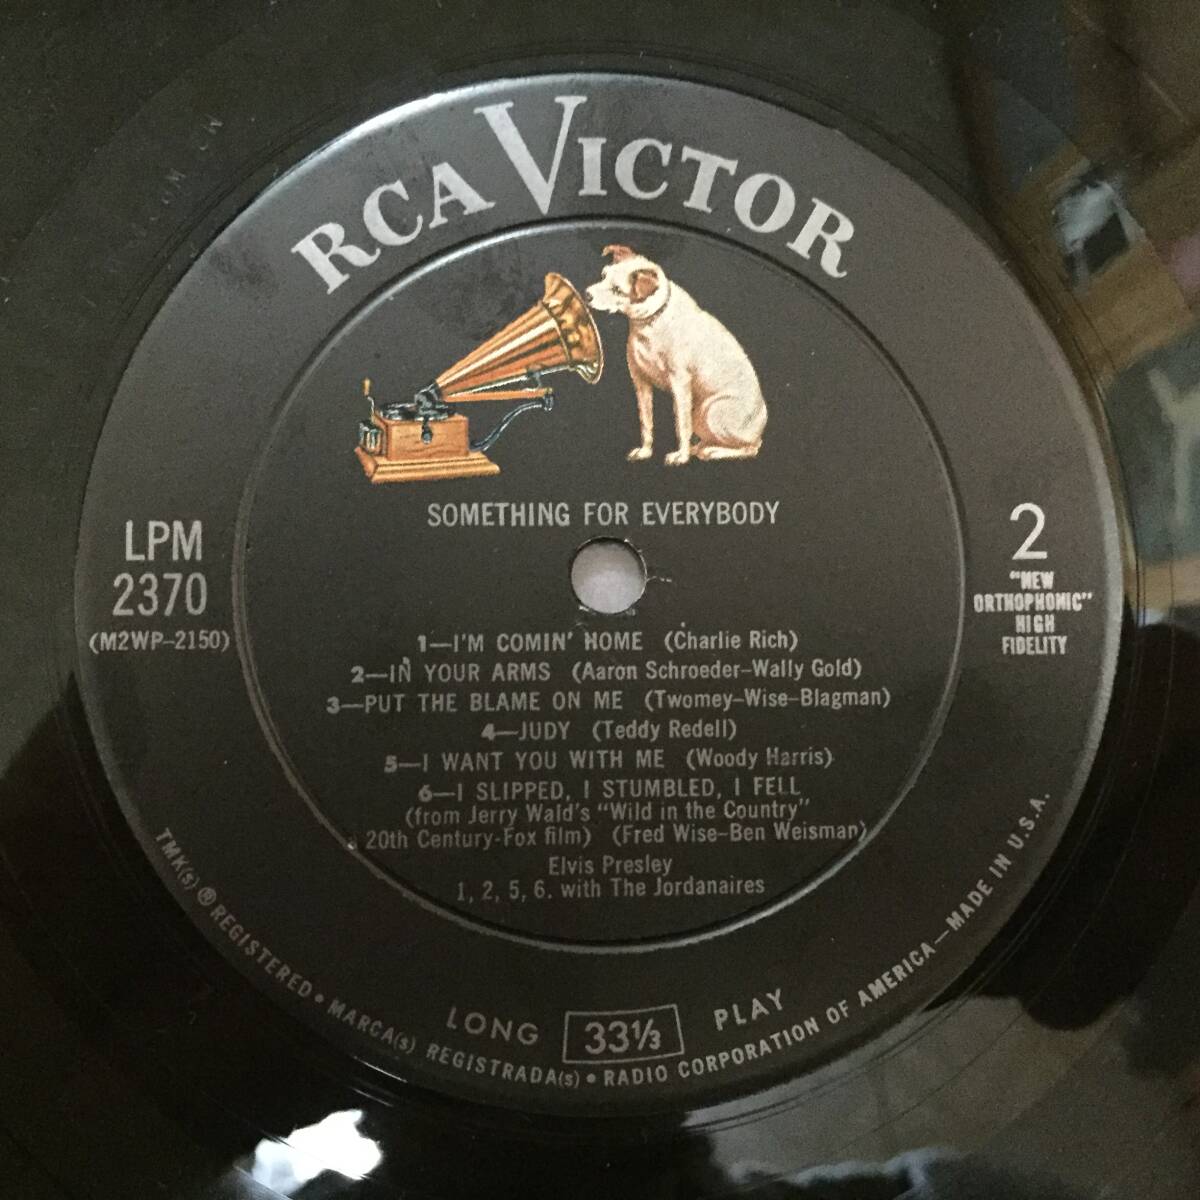 RCA VICTOR
SOMETHING FOR EVERYBODY
LPM
2370
(M2WP-2150)
2
"NEW
ORTHOPHONIC"
HIGH
FIDELITY
1—I'M COMIN' HOME (Charlie Rich)
2—IN YOUR ARMS (Aaron Schroeder-Wally Gold)
3—PUT THE BLAME ON ME (Twomey-Wise-Blagman)
4—JUDY (Teddy Redell)
5—I WANT YOU WITH ME (Woody Harris)
6—I SLIPPED, I STUMBLED, I FELL
(from Jerry Wald's "Wild in the Country"
a 20th Century-Fox film) (Fred Wise-Ben Weisman)
Elvis Presley
1, 2, 5, 6. with The Jordanaires
LONG 33⅓ PLAY
TMK(s) ® REGISTERED • MARCA(s) REGISTRADA(s) • RADIO CORPORATION OF AMERICA—MADE IN U.S.A.